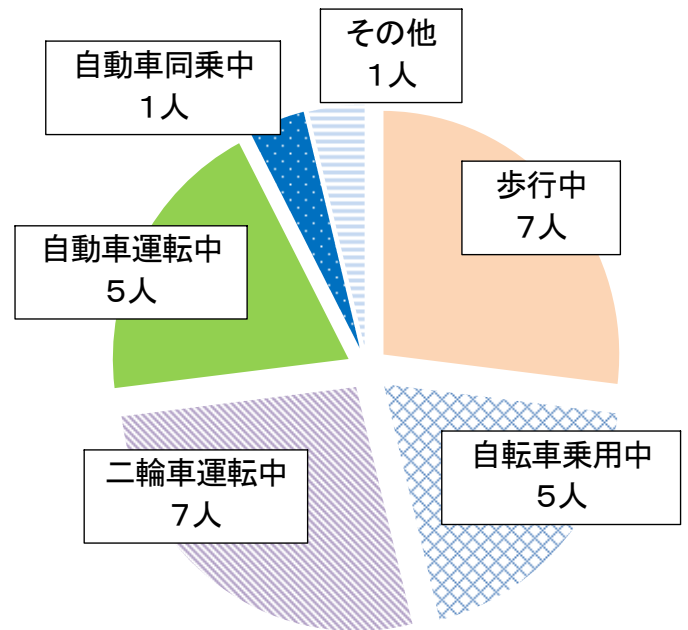 その他
1人
自動車同乗中
1人
歩行中
7人
自動車運転中
5人
自転車乗用中
5人
二輪車運転中
7人